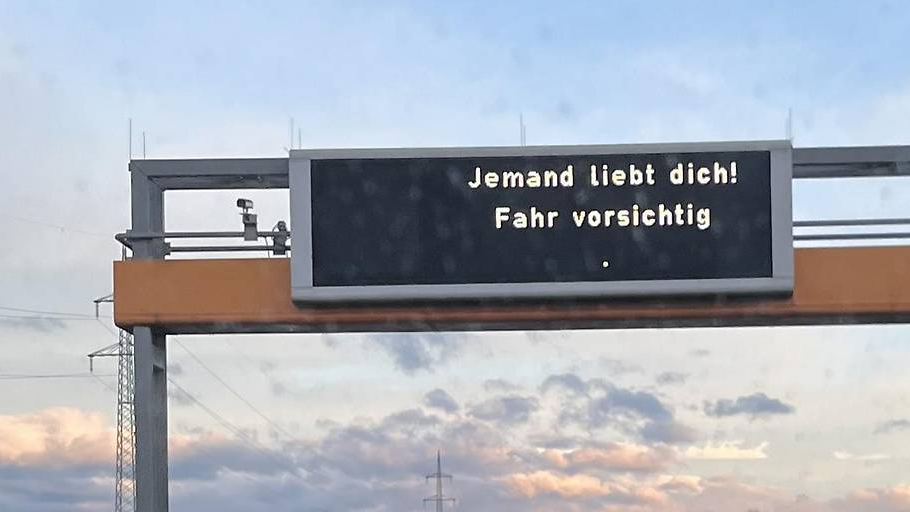 Jemand liebt dich!
Fahr vorsichtig
.